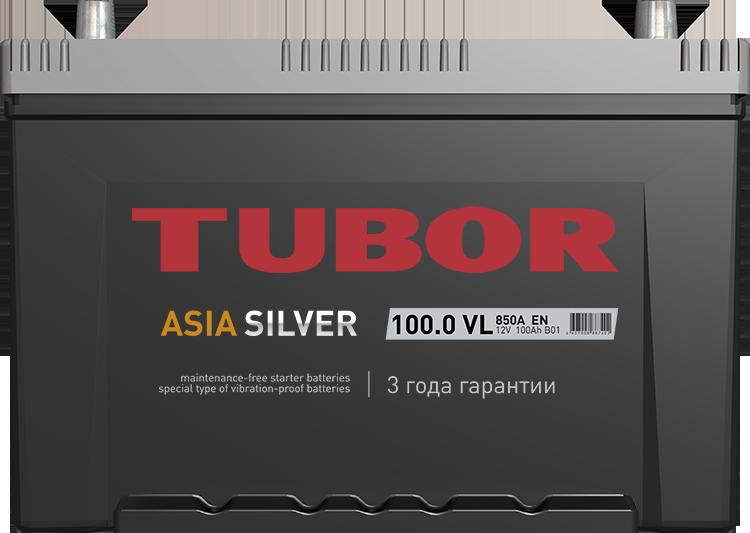 TUBOR
ASIA SILVER
100.0 VL
850A EN
12V 100Ah B01
maintenance-free starter batteries
special type of vibration-proof batteries
3 года гарантии